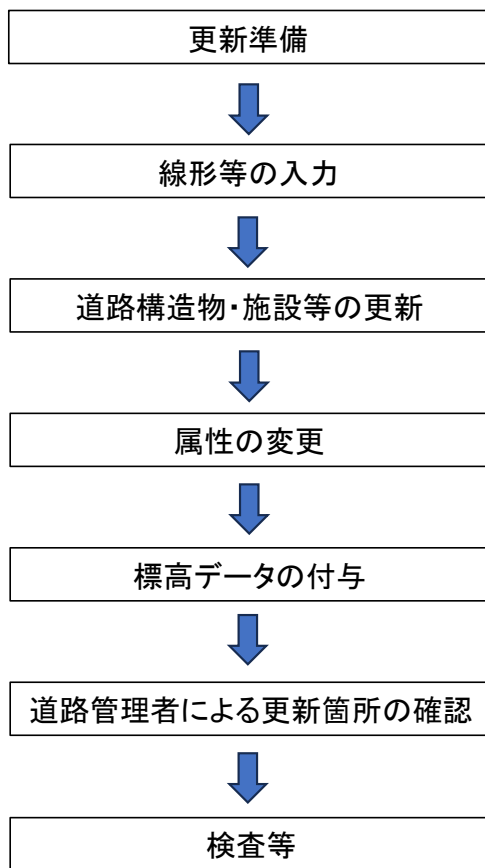 更新準備
線形等の入力
道路構造物・施設等の更新
属性の変更
標高データの付与
道路管理者による更新箇所の確認
検査等